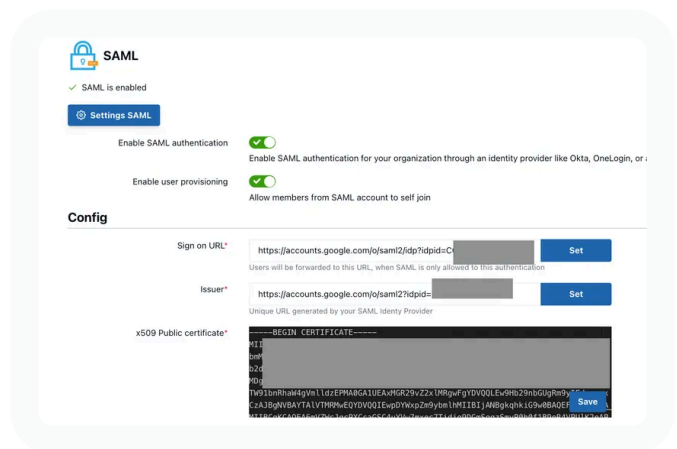 SAML
SAML is enabled
Settings SAML
Enable SAML authentication
Enable SAML authentication for your organization through an identity provider like Okta, OneLogin, or
Enable user provisioning
Allow members from SAML account to self join
Config
Sign on URL*
https://accounts.google.com/o/saml2/idp?idpid=C
Set
Users will be forwarded to this URL, when SAML is only allowed to this authentication
Issuer*
https://accounts.google.com/o/saml2?idpid=
Set
Unique URL generated by your SAML Identy Provider
x509 Public certificate*
-----BEGIN CERTIFICATE-----
MII
bmM
b2d
MDg
Save